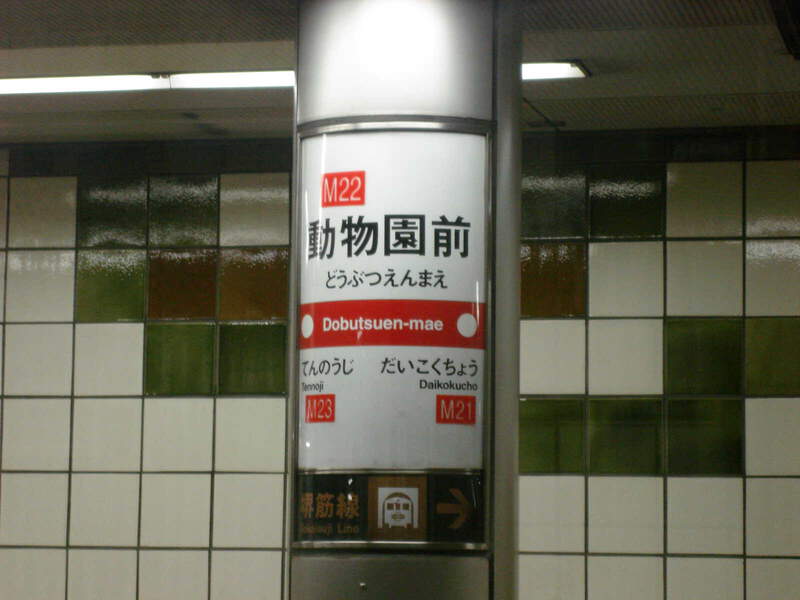 M22
動物園前
どうぶつえんまえ
Dobutsuen-mae
てんのうじ だいこくちょう
Tennoji Daikokucho
M23 M21
堺筋線
Line